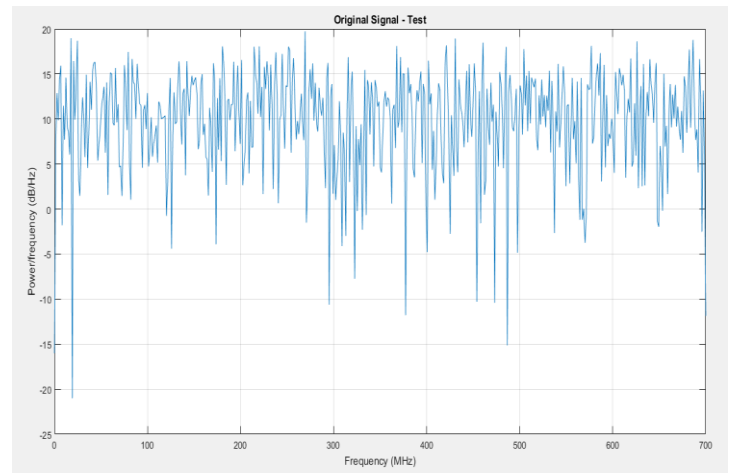 Original Signal - Test
20
15
10
5
0
-5
-10
-15
-20
-25
Power/frequency (dB/Hz)
0 100 200 300 400 500 600 700
Frequency (MHz)